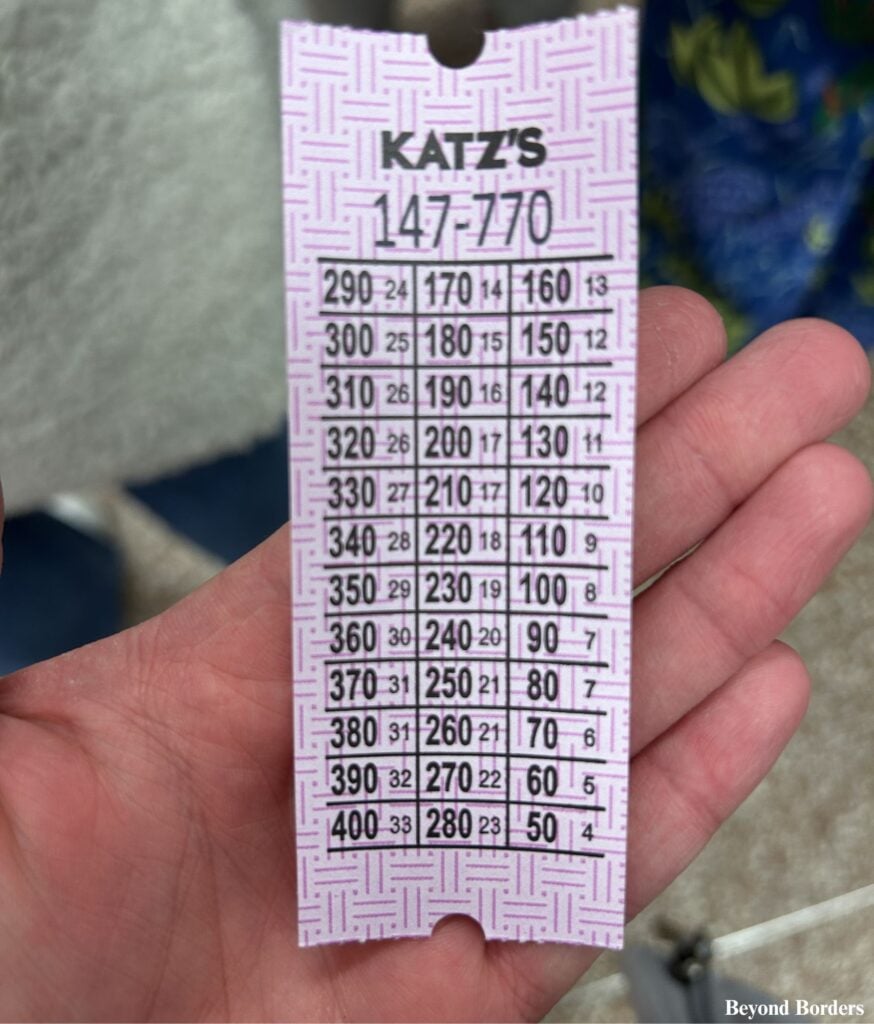 KATZ'S
147-770
290 24 170 14 160 13
300 25 180 15 150 12
310 26 190 16 140 12
320 26 200 17 130 11
330 27 210 17 120 10
340 28 220 18 110 9
350 29 230 19 100 8
360 30 240 20 90 7
370 31 250 21 80 7
380 31 260 21 70 6
390 32 270 22 60 5
400 33 280 23 50 4
Beyond Borders